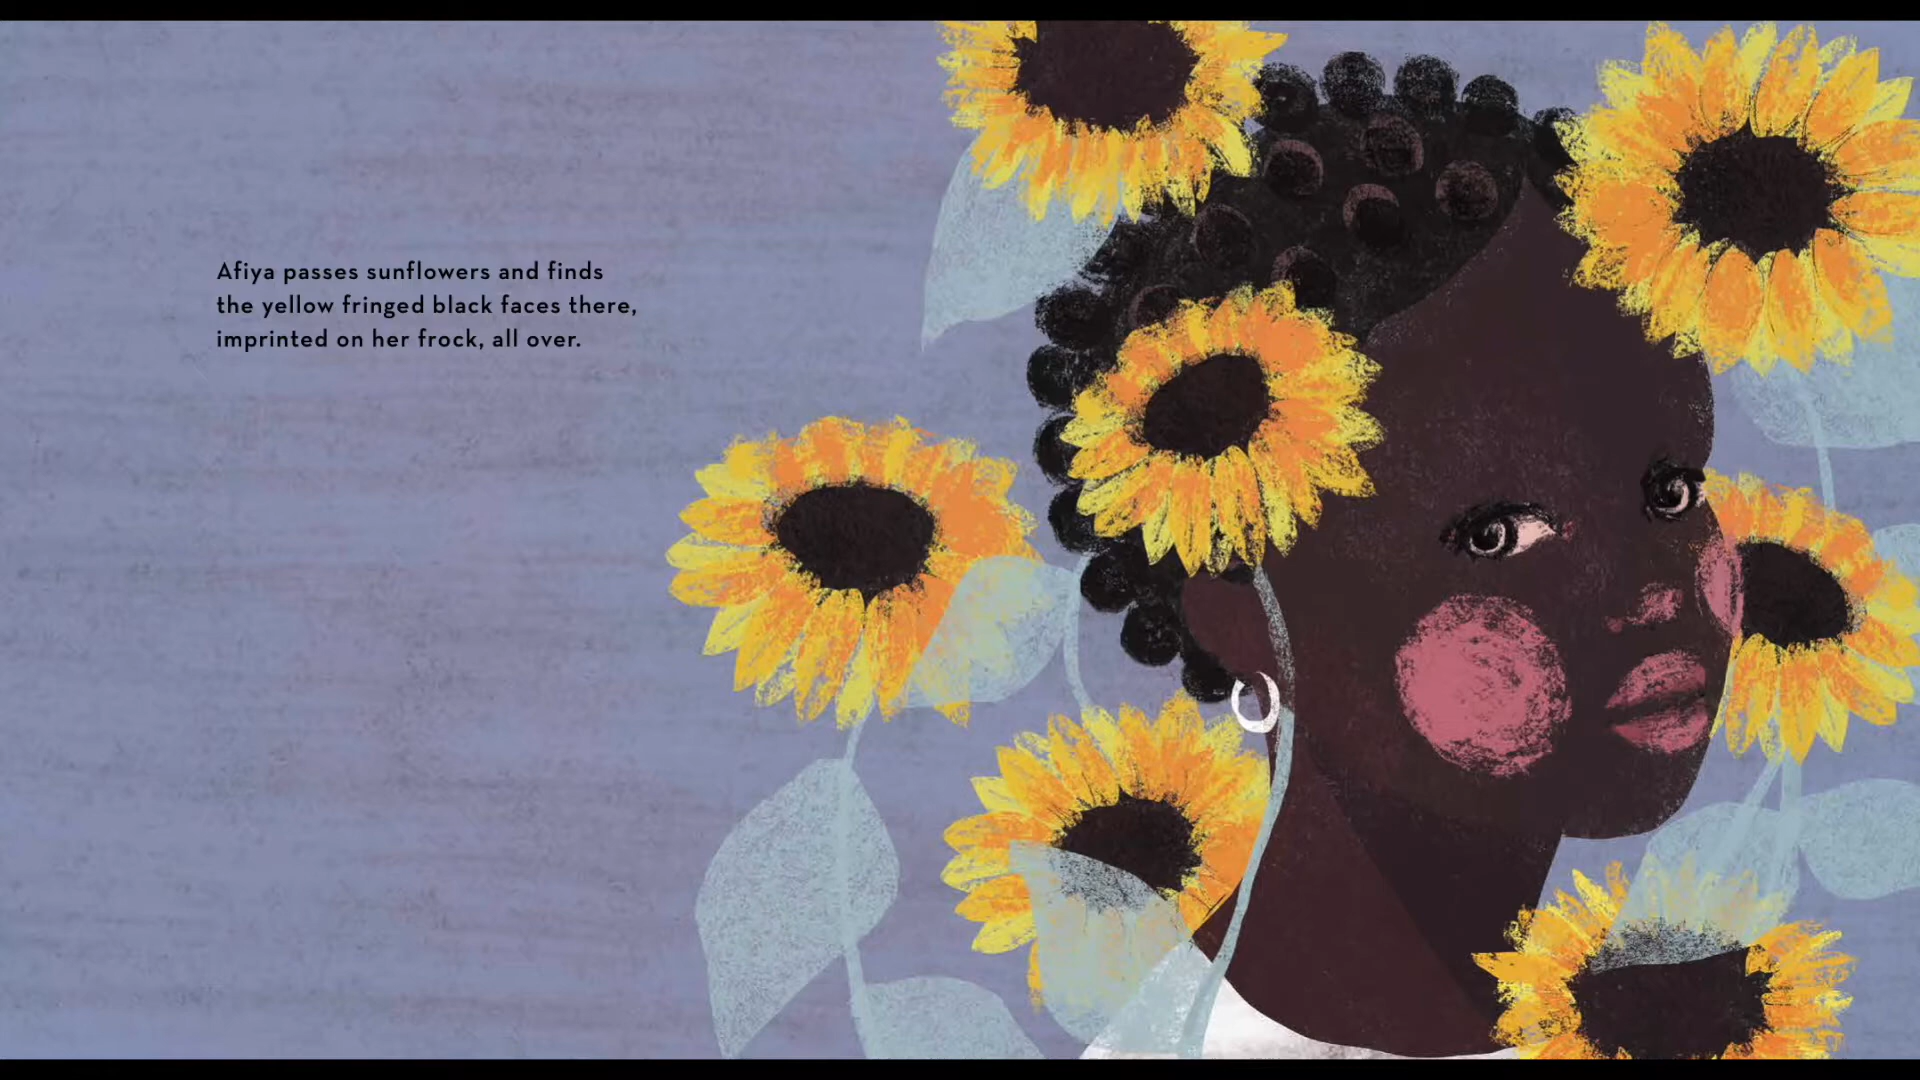 Afiya passes sunflowers and finds
the yellow fringed black faces there,
imprinted on her frock, all over.